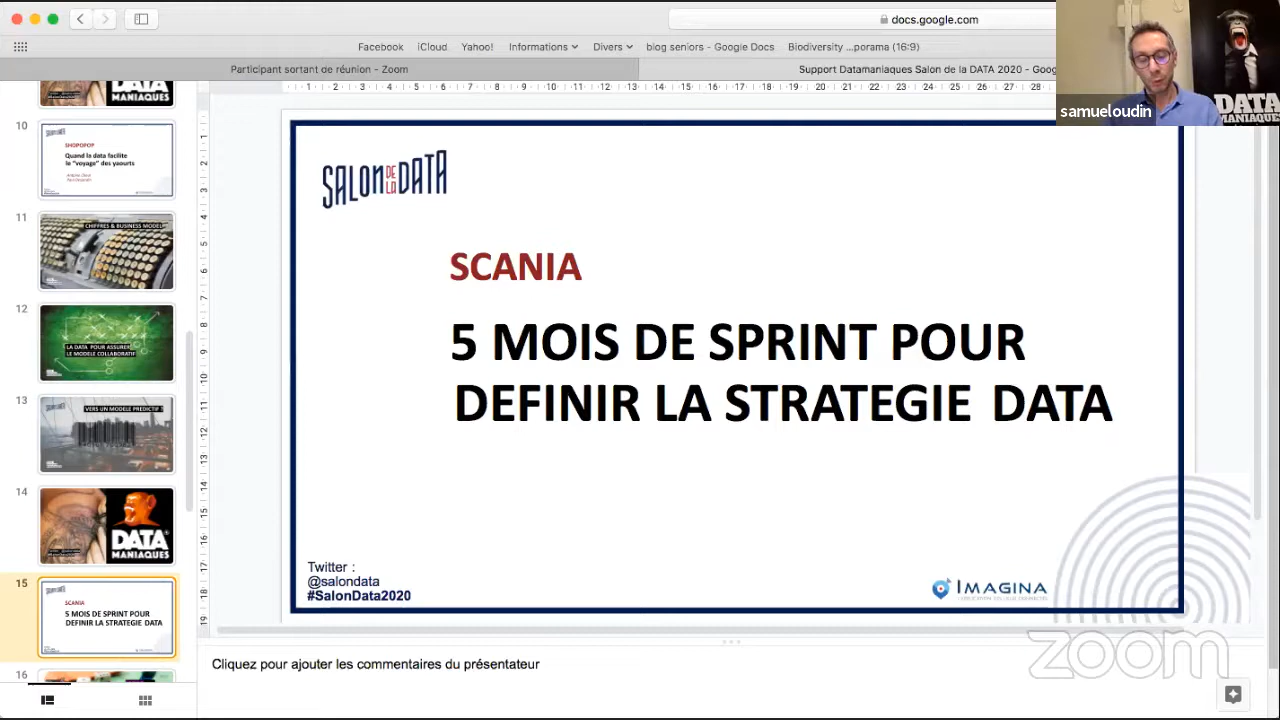 docs.google.com
Facebook iCloud Yahoo! Informations Divers blog seniors - Google Docs Biodiversity ...porama (16:9)
Participant sortant de réunion - Zoom
Support Datamaniaques Salon de la DATA 2020 - Goog
samueloudin
DATA
MANIAQUES
DATA
MANIAQUES
10
SHOPOPOP
Quand la data facilite
le "voyage" des yaourts
11
CHIFFRES & BUSINESS MODEL
12
LA DATA POUR ASSURER
LE MODELE COLLABORATIF
13
VERS UN MODELE PREDICTIF ?
14
DATA
MANIAQUES
15
SCANIA
5 MOIS DE SPRINT POUR
DEFINIR LA STRATEGIE DATA
16
SALON DE LA DATA
SCANIA
5 MOIS DE SPRINT POUR
DEFINIR LA STRATEGIE DATA
Twitter :
@salondata
#SalonData2020
IMAGINA
Cliquez pour ajouter les commentaires du présentateur
zoom